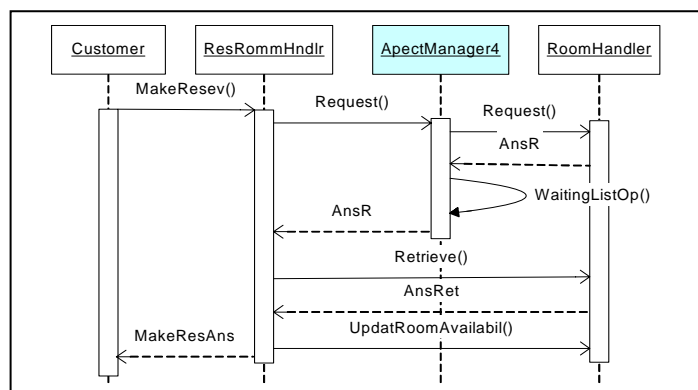 Customer
ResRommHndlr
ApectManager4
RoomHandler
MakeResev()
Request()
Request()
AnsR
WaitingListOp()
AnsR
Retrieve()
AnsRet
UpdatRoomAvailabil()
MakeResAns